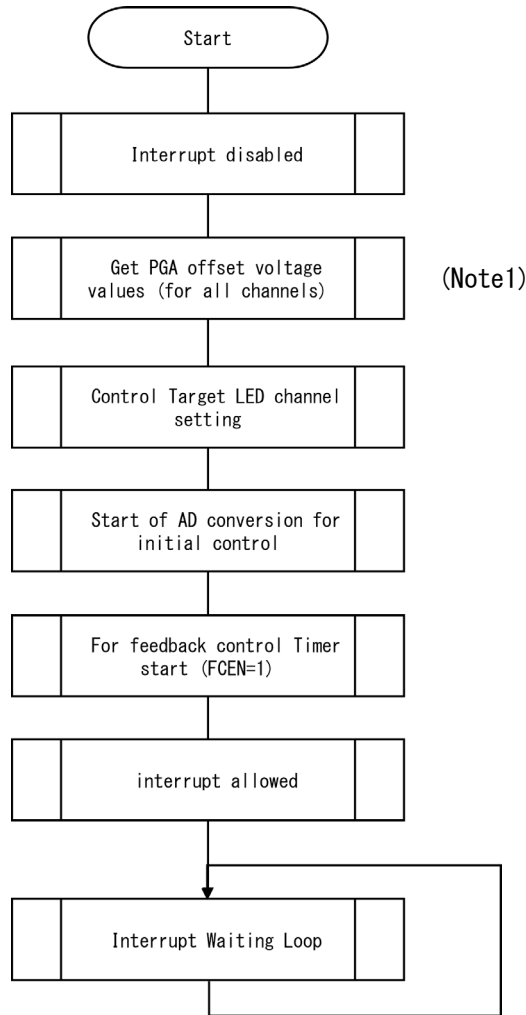 Start
Interrupt disabled
Get PGA offset voltage
values (for all channels)
(Note1)
Control Target LED channel
setting
Start of AD conversion for
initial control
For feedback control Timer
start (FCEN=1)
interrupt allowed
Interrupt Waiting Loop